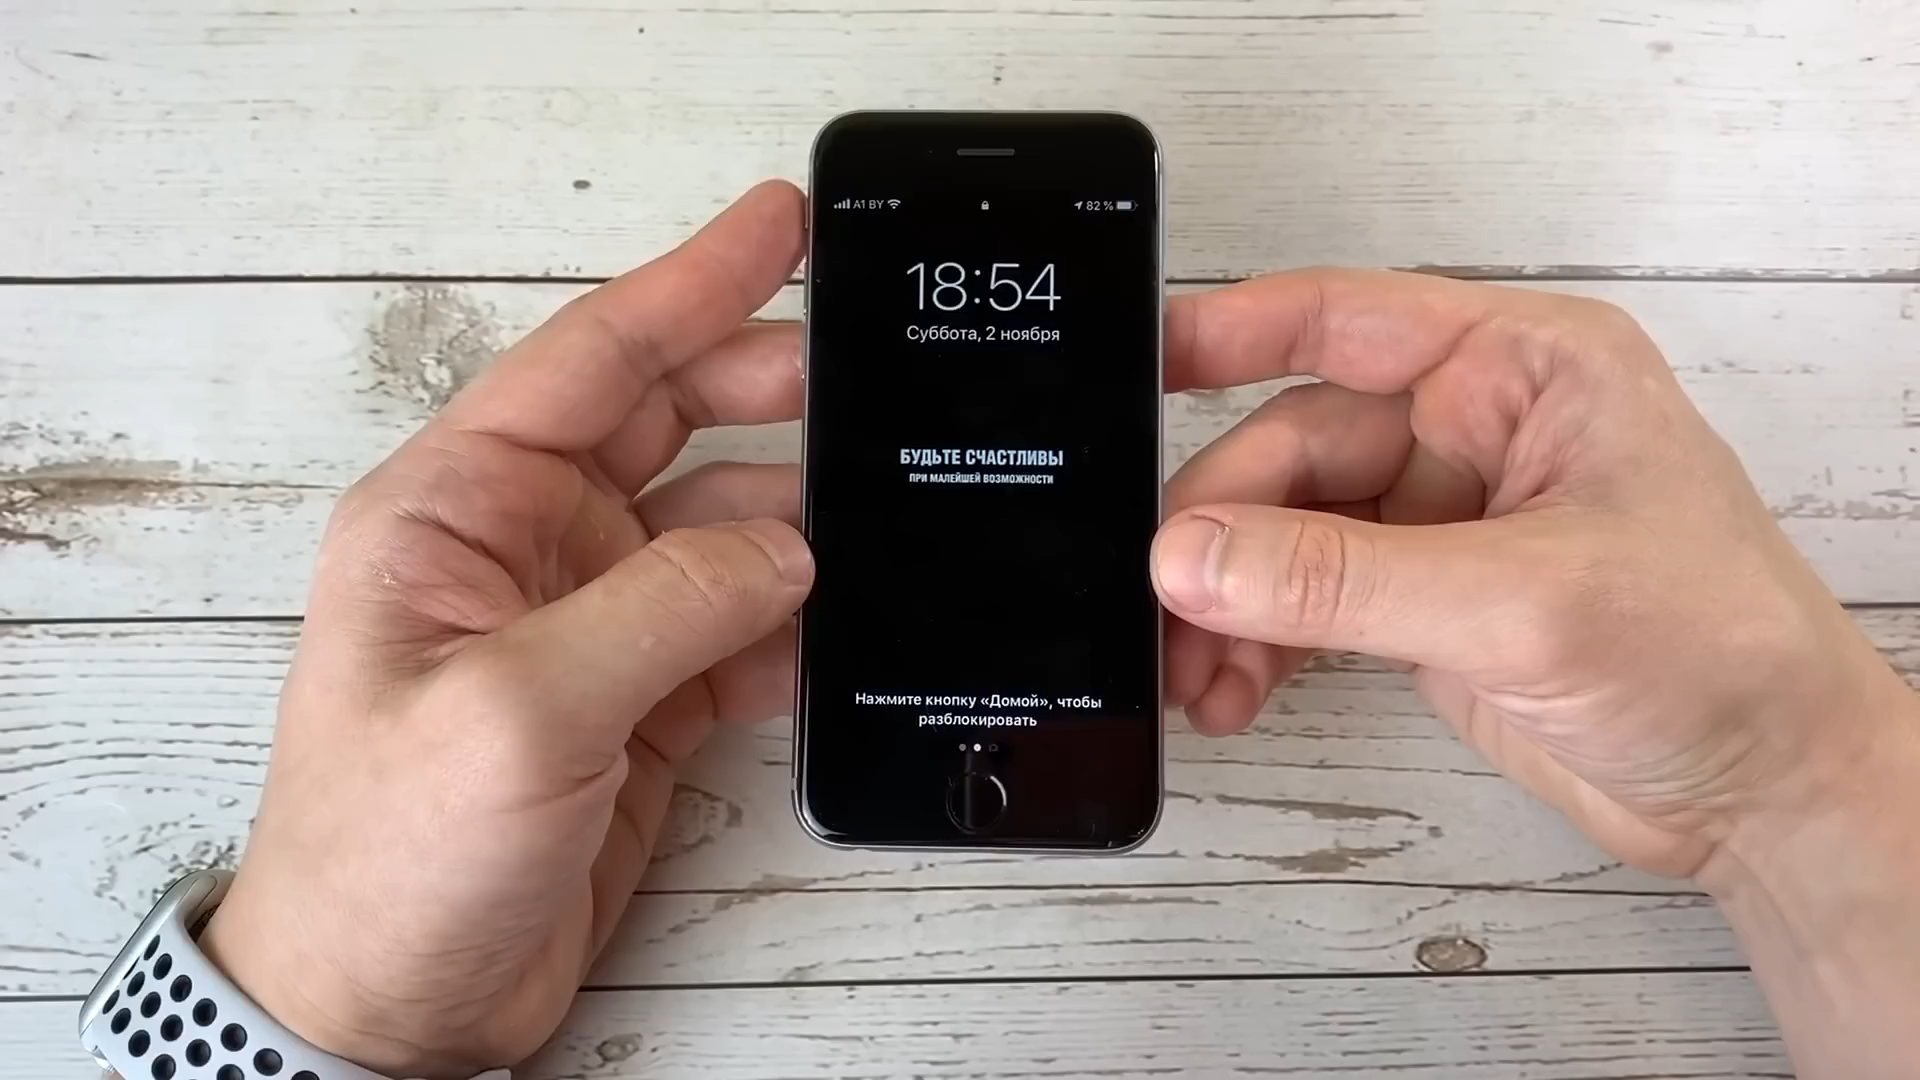 A1 BY
82 %
18:54
Суббота, 2 ноября
БУДЬТЕ СЧАСТЛИВЫ
ПРИ МАЛЕЙШЕЙ ВОЗМОЖНОСТИ
Нажмите кнопку «Домой», чтобы
разблокировать